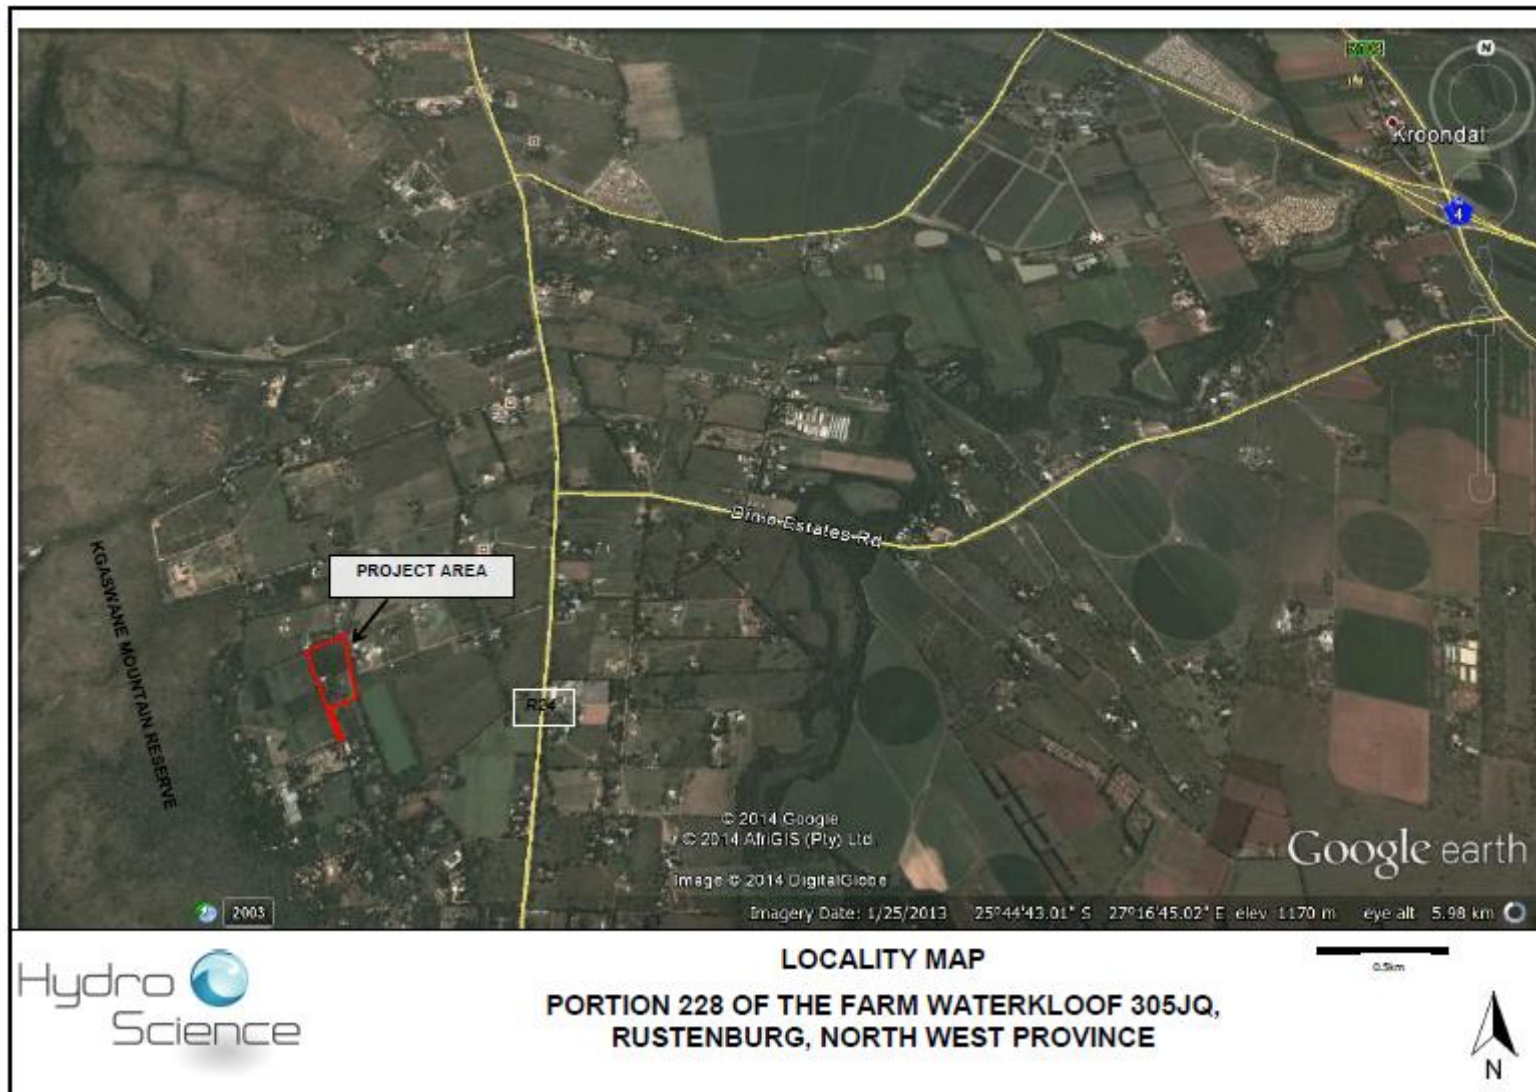 N
Kroondal
4
Dinie Estates Rd
PROJECT AREA
KGASWANE MOUNTAIN RESERVE
R24
© 2014 Google
© 2014 AfriGIS (Pty) Ltd.
Image © 2014 DigitalGlobe
Google earth
2003
Imagery Date: 1/25/2013 25°44'43.01" S 27°16'45.02" E elev 1170 m eye alt 5.98 km
Hydro
Science
LOCALITY MAP
PORTION 228 OF THE FARM WATERKLOOF 305JQ,
RUSTENBURG, NORTH WEST PROVINCE
0.5km
N